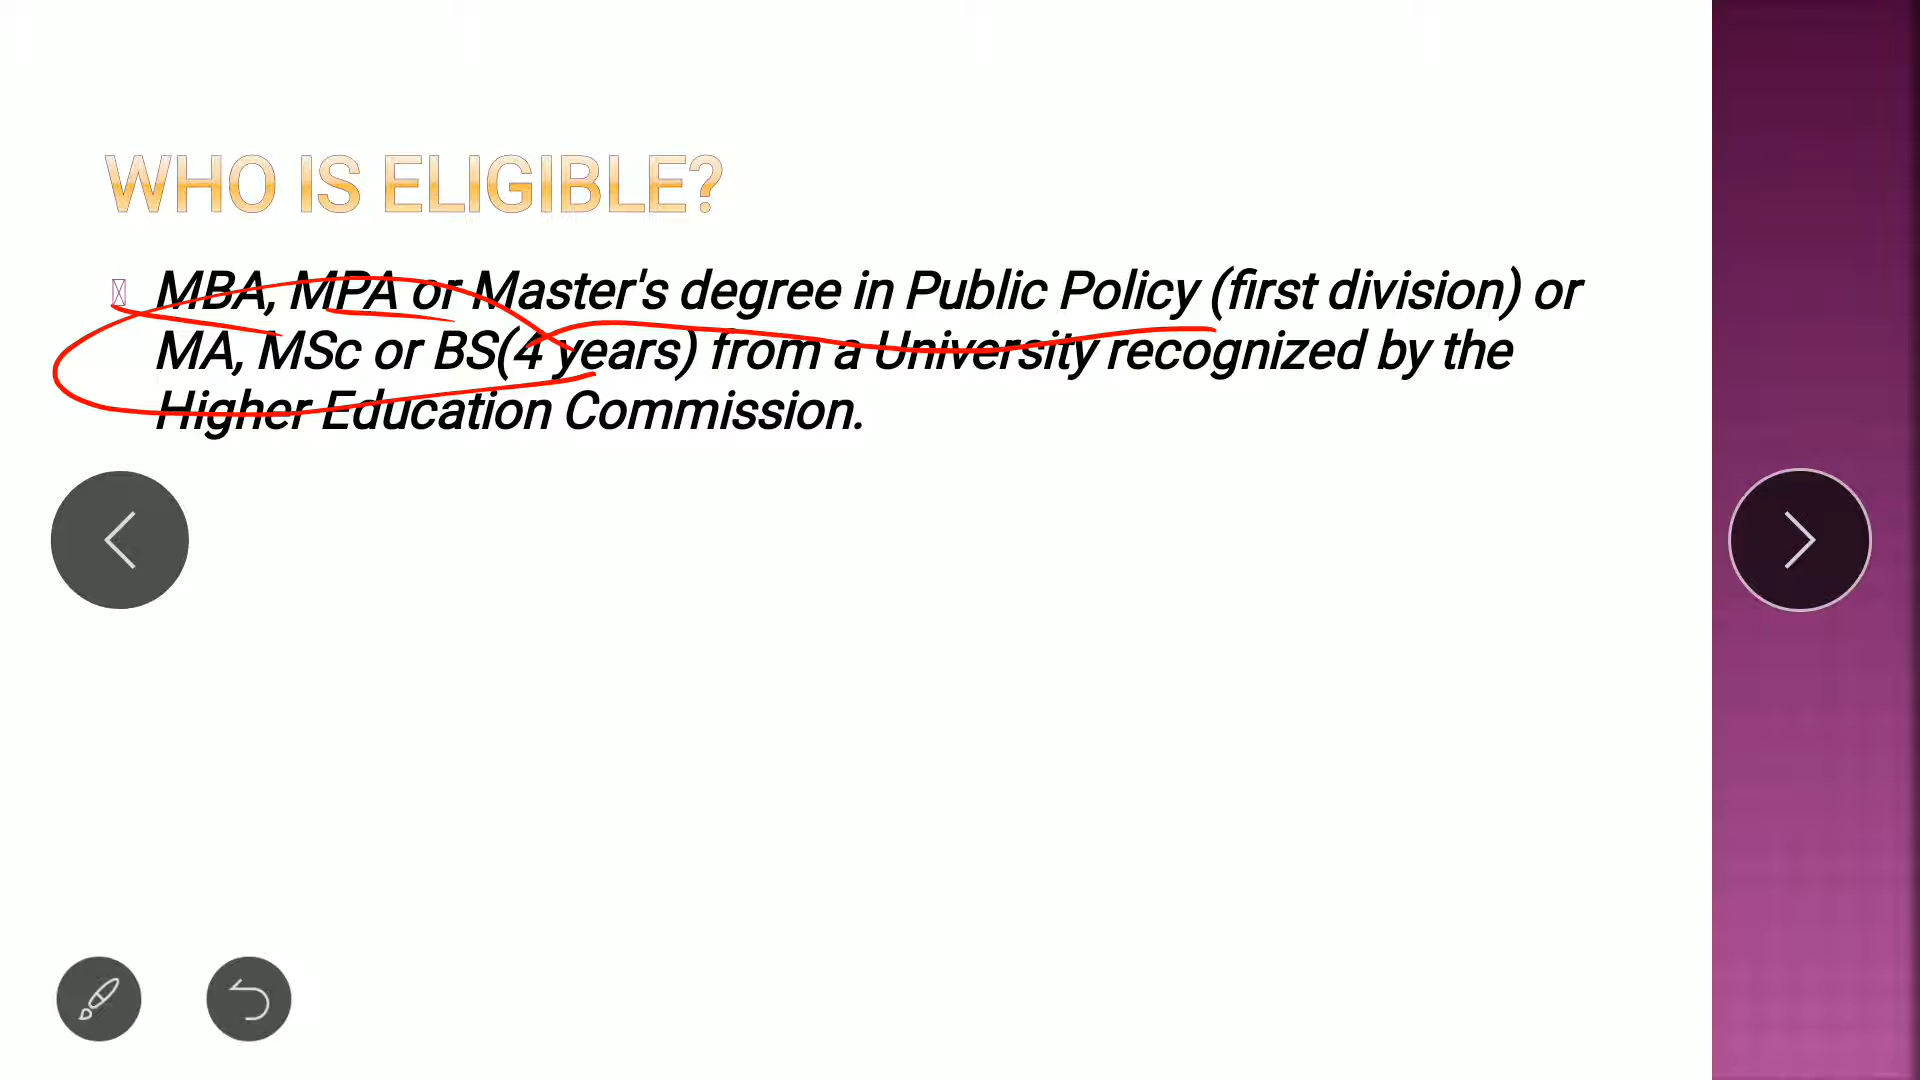 WHO IS ELIGIBLE?
MBA, MPA or Master's degree in Public Policy (first division) or
MA, MSc or BS(4 years) from a University recognized by the
Higher Education Commission.